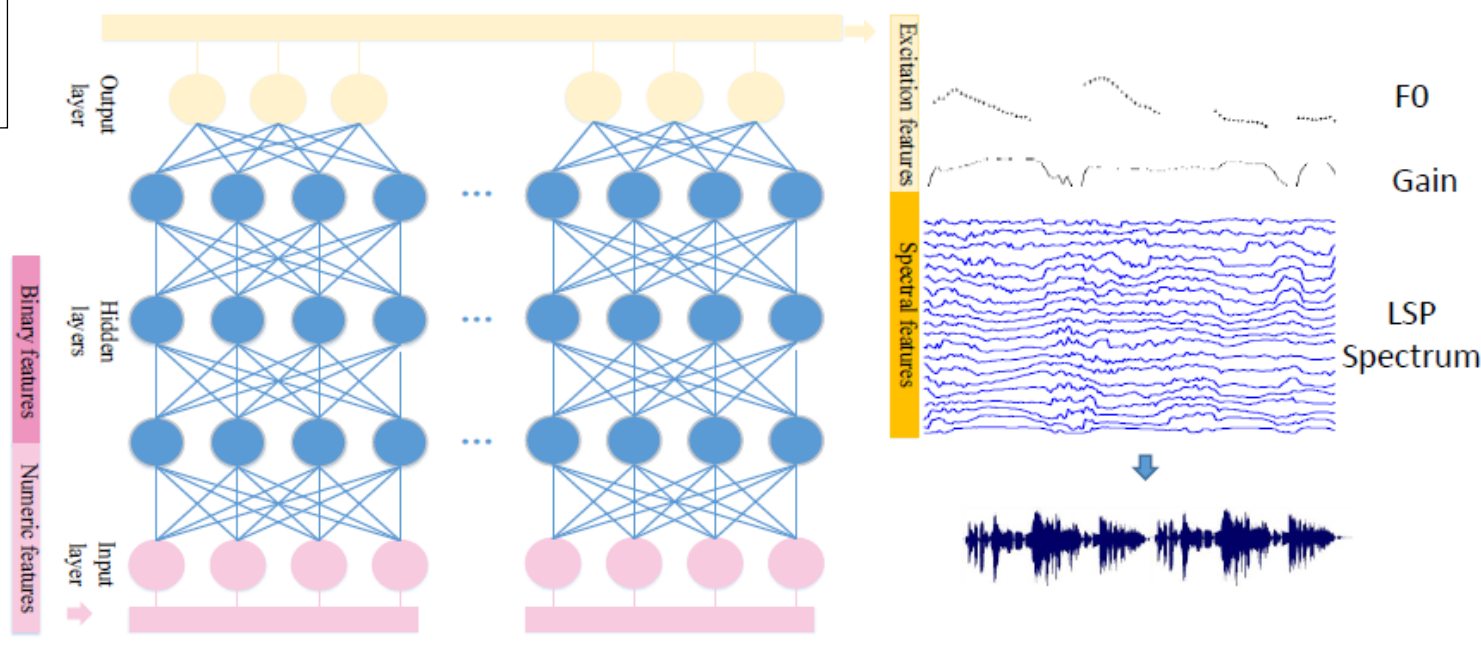 Output
layer
Hidden
layers
Input
layer
Binary features
Numeric features
Excitation features
Spectral features
F0
Gain
LSP
Spectrum